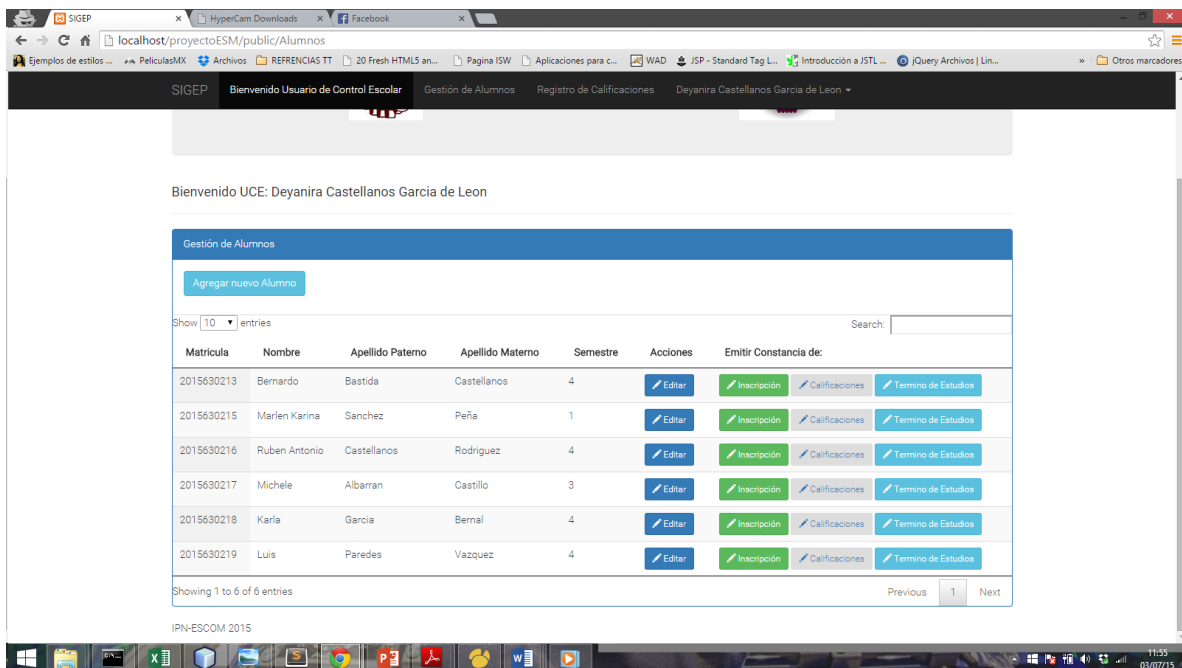 SIGEP HyperCam Downloads Facebook
localhost/proyectoESM/public/Alumnos
Ejemplos de estilos ... PeliculasMX Archivos REFRENCIAS TT 20 Fresh HTML5 an... Pagina ISW Aplicaciones para c... WAD JSP - Standard Tag L... Introducción a JSTL ... jQuery Archivos | Lin... » Otros marcadores
SIGEP Bienvenido Usuario de Control Escolar Gestión de Alumnos Registro de Calificaciones Deyanira Castellanos Garcia de Leon
Bienvenido UCE: Deyanira Castellanos Garcia de Leon
Gestión de Alumnos
Agregar nuevo Alumno
Show 10 entries Search:
Matricula Nombre Apellido Paterno Apellido Materno Semestre Acciones Emitir Constancia de:
2015630213 Bernardo Bastida Castellanos 4 Editar Inscripción Calificaciones Termino de Estudios
2015630215 Marlen Karina Sanchez Peña 1 Editar Inscripción Calificaciones Termino de Estudios
2015630216 Ruben Antonio Castellanos Rodriguez 4 Editar Inscripción Calificaciones Termino de Estudios
2015630217 Michele Albarran Castillo 3 Editar Inscripción Calificaciones Termino de Estudios
2015630218 Karla Garcia Bernal 4 Editar Inscripción Calificaciones Termino de Estudios
2015630219 Luis Paredes Vazquez 4 Editar Inscripción Calificaciones Termino de Estudios
Showing 1 to 6 of 6 entries Previous 1 Next
IPN-ESCOM 2015
11:55
03/07/15